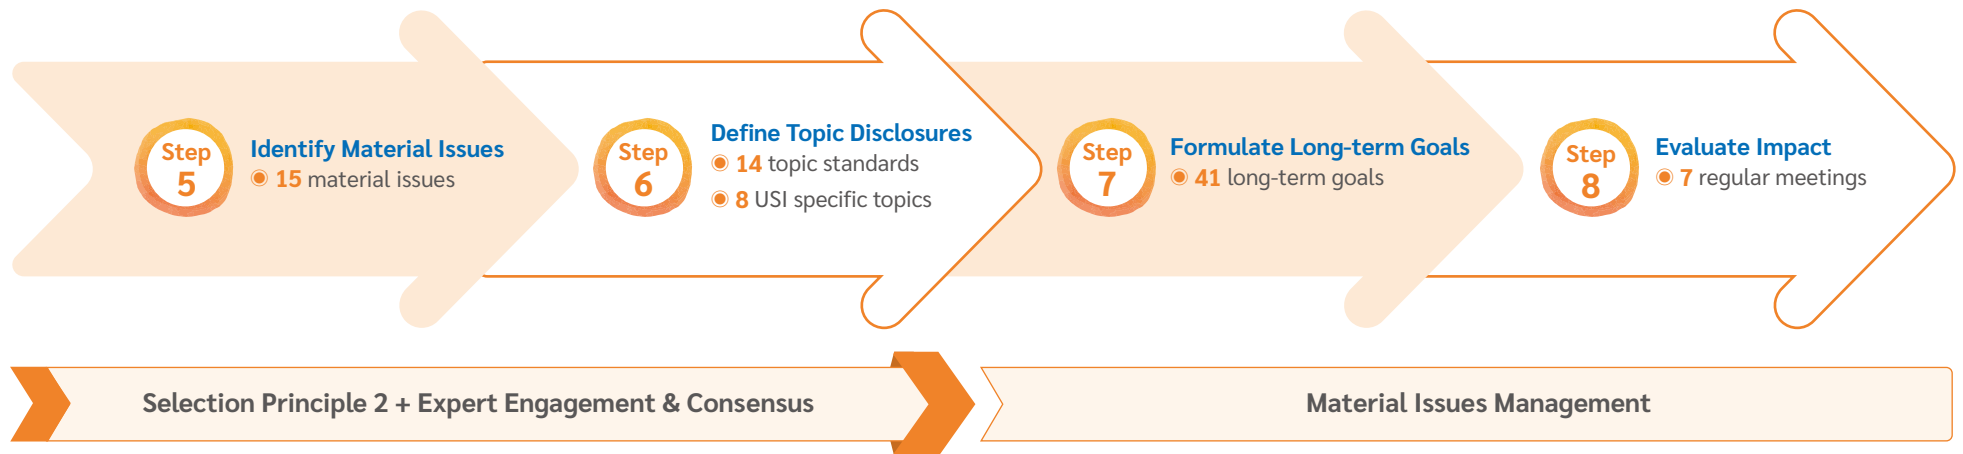 Step
5
Identify Material Issues
15 material issues
Step
6
Define Topic Disclosures
14 topic standards
8 USI specific topics
Step
7
Formulate Long-term Goals
41 long-term goals
Step
8
Evaluate Impact
7 regular meetings
Selection Principle 2 + Expert Engagement & Consensus
Material Issues Management